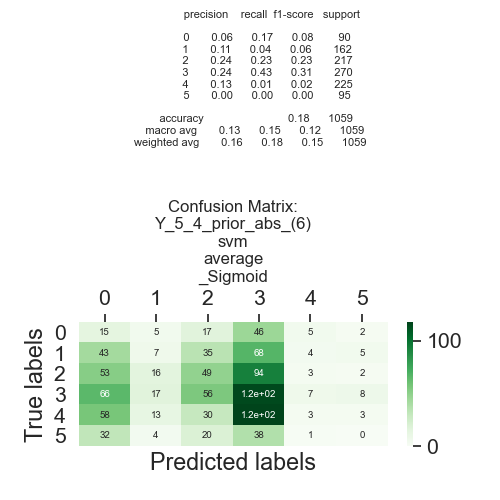 precision recall f1-score support
0 0.06 0.17 0.08 90
1 0.11 0.04 0.06 162
2 0.24 0.23 0.23 217
3 0.24 0.43 0.31 270
4 0.13 0.01 0.02 225
5 0.00 0.00 0.00 95
accuracy 0.18 1059
macro avg 0.13 0.15 0.12 1059
weighted avg 0.16 0.18 0.15 1059
Confusion Matrix:
Y_5_4_prior_abs_(6)
svm
average
_Sigmoid
0 1 2 3 4 5
0 15 5 17 46 5 2
1 43 7 35 68 4 5
2 53 16 49 94 3 2
3 66 17 56 1.2e+02 7 8
4 58 13 30 1.2e+02 3 3
5 32 4 20 38 1 0
True labels
Predicted labels
100
0